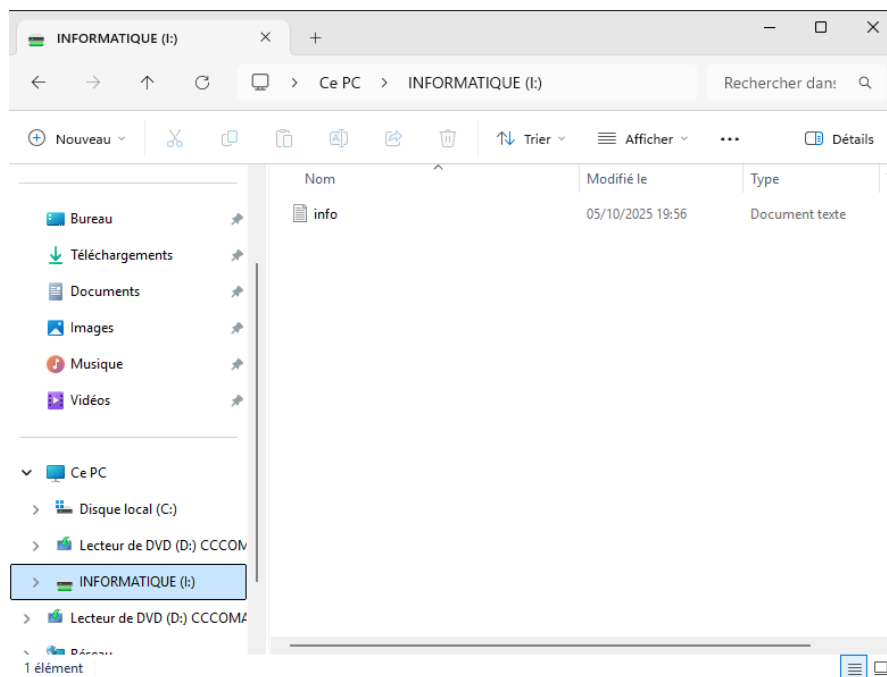 INFORMATIQUE (I:)
Ce PC > INFORMATIQUE (I:)
Rechercher dans
Nouveau
Trier
Afficher
Détails
Nom
Modifié le
Type
info
05/10/2025 19:56
Document texte
Bureau
Téléchargements
Documents
Images
Musique
Vidéos
Ce PC
Disque local (C:)
Lecteur de DVD (D:) CCCOM
INFORMATIQUE (I:)
Lecteur de DVD (D:) CCCOMA
Réseau
1 élément